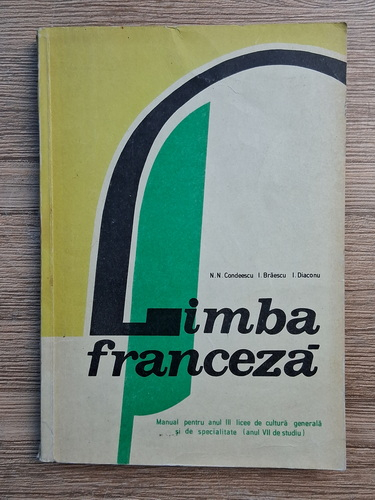 N. N. Condeescu I. Brăescu I. Diaconu
Limba
franceză
Manual pentru anul III licee de cultură generală
și de specialitate (anul VII de studiu)